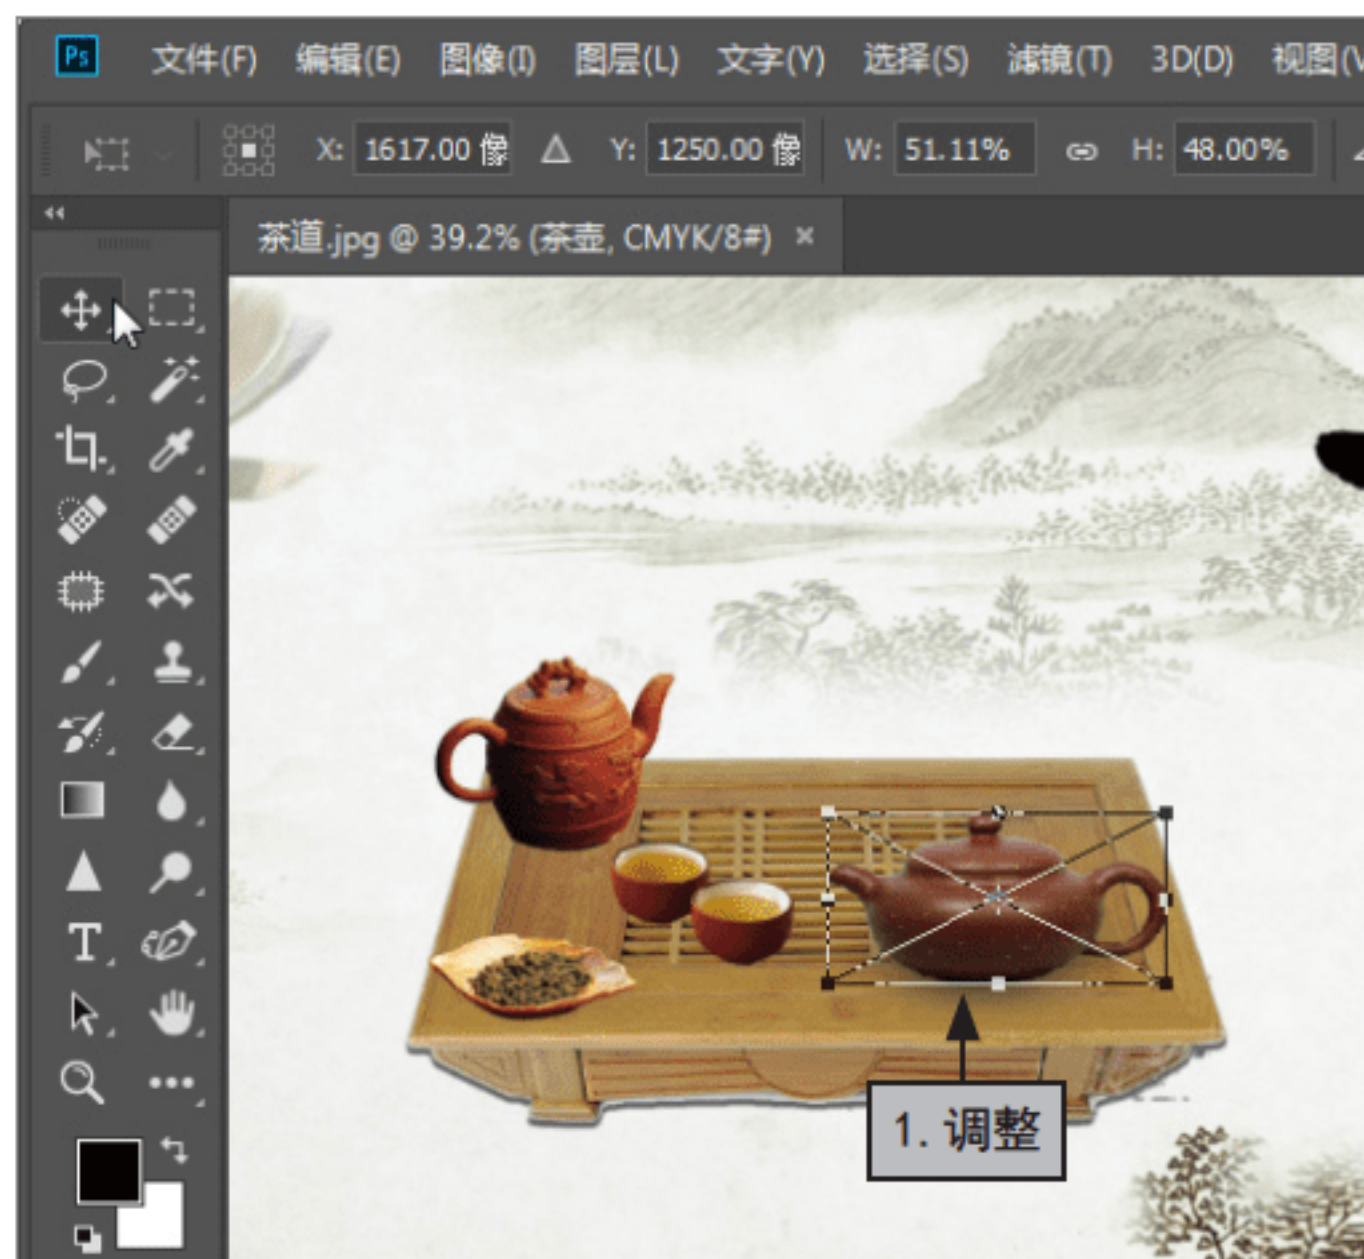 Ps 文件(F) 编辑(E) 图像(I) 图层(L) 文字(Y) 选择(S) 滤镜(T) 3D(D) 视图(V
X: 1617.00 像 Y: 1250.00 像 W: 51.11% H: 48.00%
茶道.jpg @ 39.2% (茶壶, CMYK/8#) ×
1. 调整